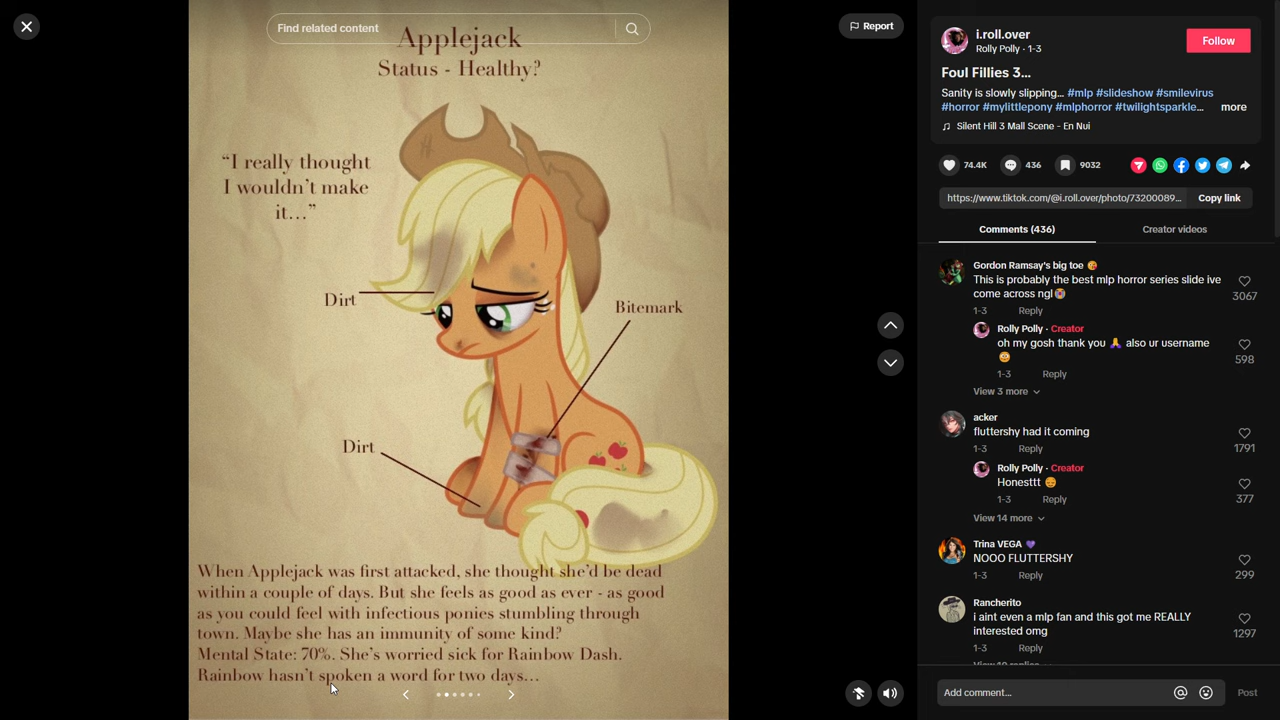 Find related content
Report
Applejack
Status - Healthy?
“I really thought
I wouldn’t make
it...”
Dirt
Bitemark
Dirt
When Applejack was first attacked, she thought she’d be dead
within a couple of days. But she feels as good as ever - as good
as you could feel with infectious ponies stumbling through
town. Maybe she has an immunity of some kind?
Mental State: 70%. She’s worried sick for Rainbow Dash.
Rainbow hasn’t spoken a word for two days...
i.roll.over
Rolly Polly · 1-3
Follow
Foul Fillies 3...
Sanity is slowly slipping... #mlp #slideshow #smilevirus
#horror #mylittlepony #mlphorror #twilightsparkle... more
Silent Hill 3 Mall Scene - En Nui
74.4K 436 9032
https://www.tiktok.com/@i.roll.over/photo/73200089... Copy link
Comments (436) Creator videos
Gordon Ramsay's big toe
This is probably the best mlp horror series slide ive
come across ngl😭
3067
1-3 Reply
Rolly Polly · Creator
oh my gosh thank you 🙏 also ur username
598
1-3 Reply
View 3 more
acker
fluttershy had it coming
1-3 Reply
1791
Rolly Polly · Creator
Honesttt
1-3 Reply
377
View 14 more
Trina VEGA 💜
NOOO FLUTTERSHY
1-3 Reply
299
Rancherito
i aint even a mlp fan and this got me REALLY
interested omg
1297
1-3 Reply
Add comment...
Post